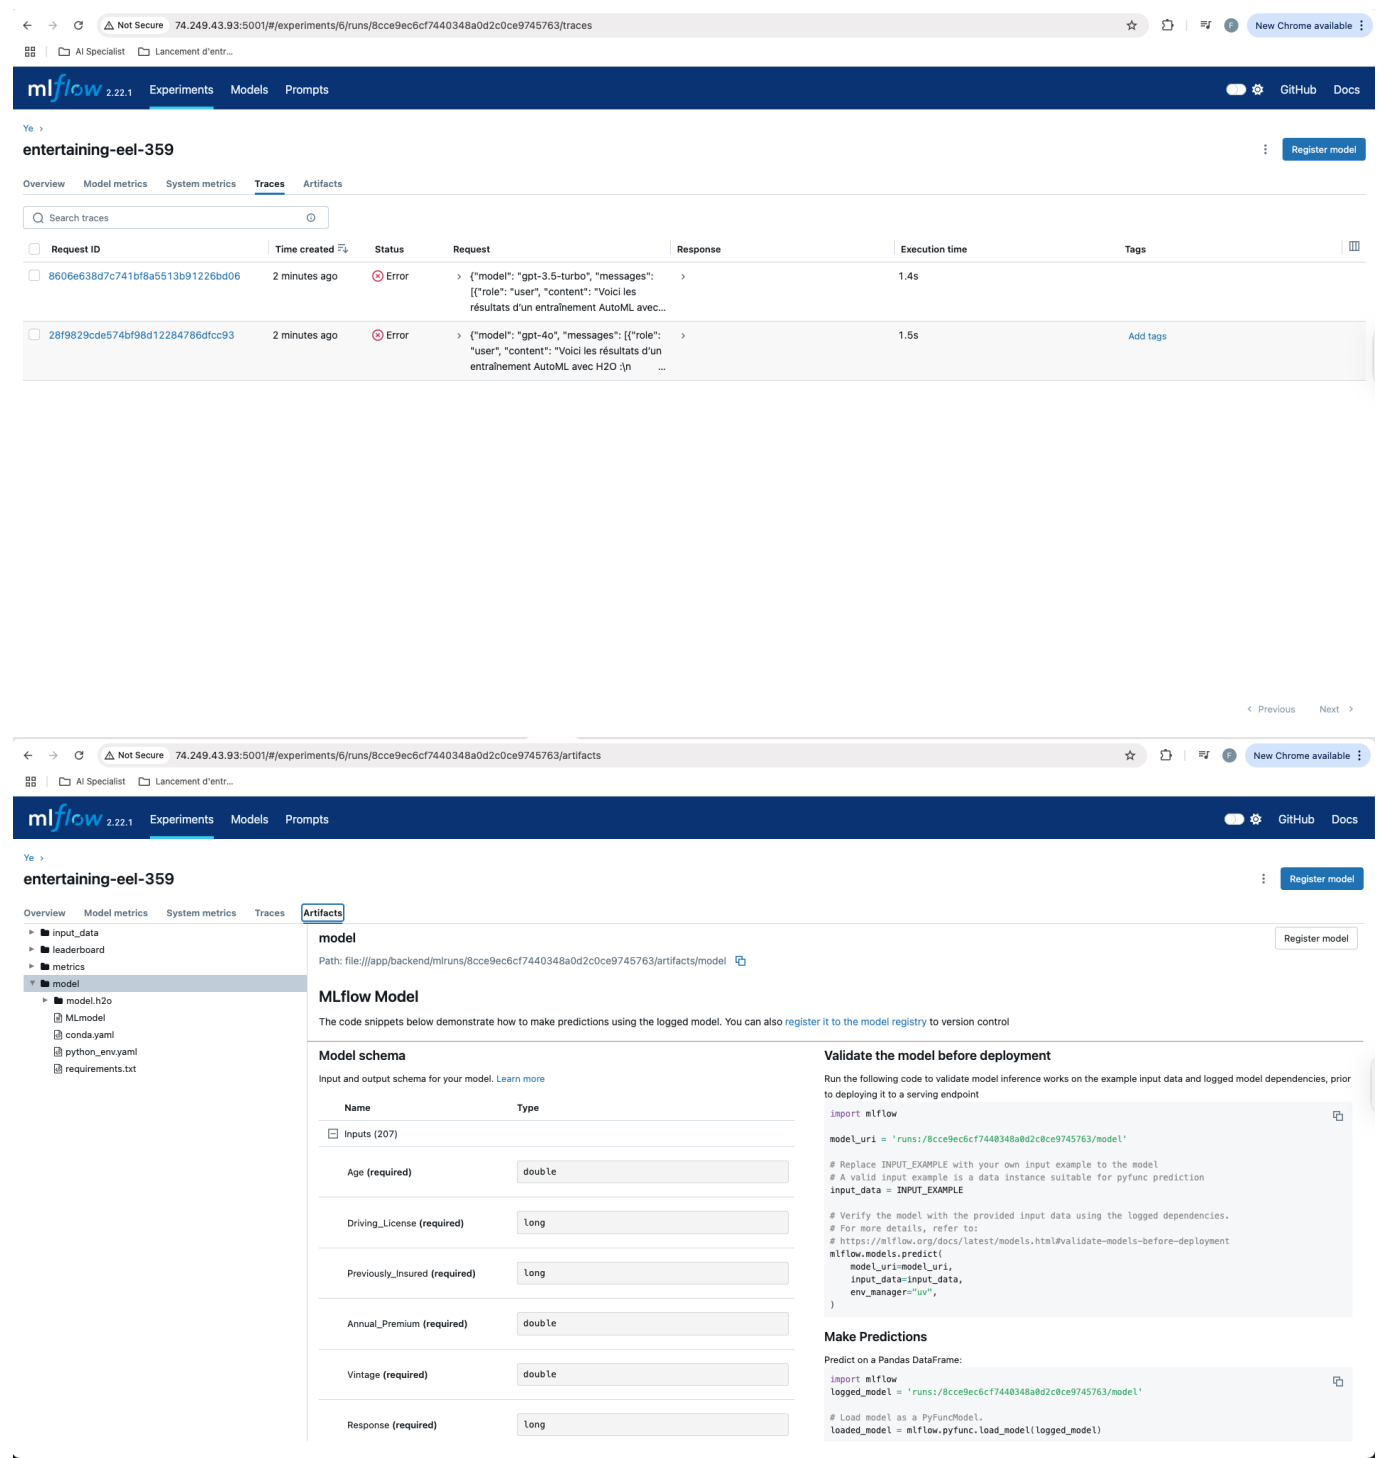 Not Secure 74.249.43.93:5001/#/experiments/6/runs/8cce9ec6cf7440348a0d2c0ce9745763/traces
F New Chrome available
AI Specialist Lancement d'entr...
mlflow 2.22.1 Experiments Models Prompts GitHub Docs
Ye ›
entertaining-eel-359
Register model
Overview Model metrics System metrics Traces Artifacts
Search traces
Request ID Time created Status Request Response Execution time Tags
8606e638d7c741bf8a5513b91226bd06 2 minutes ago Error {"model": "gpt-3.5-turbo", "messages": 1.4s
[{"role": "user", "content": "Voici les
résultats d'un entraînement AutoML avec...
28f9829cde574bf98d12284786dfcc93 2 minutes ago Error {"model": "gpt-4o", "messages": [{"role": 1.5s Add tags
"user", "content": "Voici les résultats d'un
entraînement AutoML avec H2O :\n ...
Previous Next
Not Secure 74.249.43.93:5001/#/experiments/6/runs/8cce9ec6cf7440348a0d2c0ce9745763/artifacts
F New Chrome available
AI Specialist Lancement d'entr...
mlflow 2.22.1 Experiments Models Prompts GitHub Docs
Ye ›
entertaining-eel-359
Register model
Overview Model metrics System metrics Traces Artifacts
input_data
leaderboard
metrics
model
model.h2o
MLmodel
conda.yaml
python_env.yaml
requirements.txt
model
Register model
Path: file:///app/backend/mlruns/8cce9ec6cf7440348a0d2c0ce9745763/artifacts/model
MLflow Model
The code snippets below demonstrate how to make predictions using the logged model. You can also register it to the model registry to version control
Model schema
Input and output schema for your model. Learn more
Name Type
Inputs (207)
Age (required) double
Driving_License (required) long
Previously_Insured (required) long
Annual_Premium (required) double
Vintage (required) double
Response (required) long
Validate the model before deployment
Run the following code to validate model inference works on the example input data and logged model dependencies, prior
to deploying it to a serving endpoint
import mlflow
model_uri = 'runs:/8cce9ec6cf7440348a0d2c0ce9745763/model'
# Replace INPUT_EXAMPLE with your own input example to the model
# A valid input example is a data instance suitable for pyfunc prediction
input_data = INPUT_EXAMPLE
# Verify the model with the provided input data using the logged dependencies.
# For more details, refer to:
# https://mlflow.org/docs/latest/models.html#validate-models-before-deployment
mlflow.models.predict(
model_uri=model_uri,
input_data=input_data,
env_manager="uv",
)
Make Predictions
Predict on a Pandas DataFrame:
import mlflow
logged_model = 'runs:/8cce9ec6cf7440348a0d2c0ce9745763/model'
# Load model as a PyFuncModel.
loaded_model = mlflow.pyfunc.load_model(logged_model)